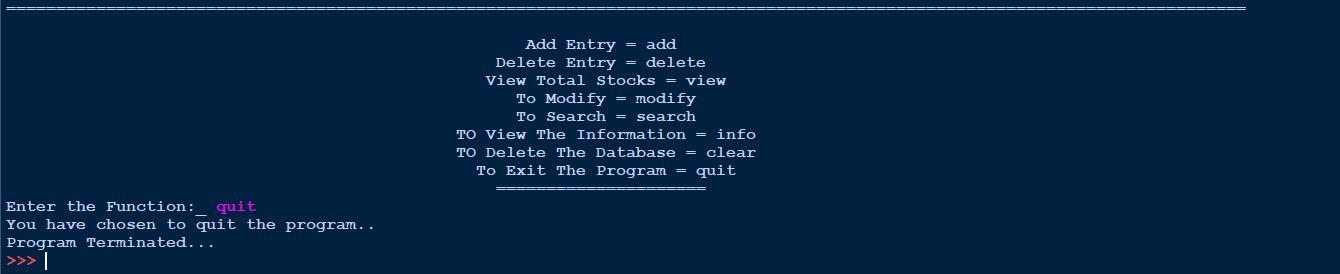 ============================================================================================================================
Add Entry = add
Delete Entry = delete
View Total Stocks = view
To Modify = modify
To Search = search
TO View The Information = info
TO Delete The Database = clear
To Exit The Program = quit
=====================
Enter the Function:_ quit
You have chosen to quit the program..
Program Terminated...
>>>